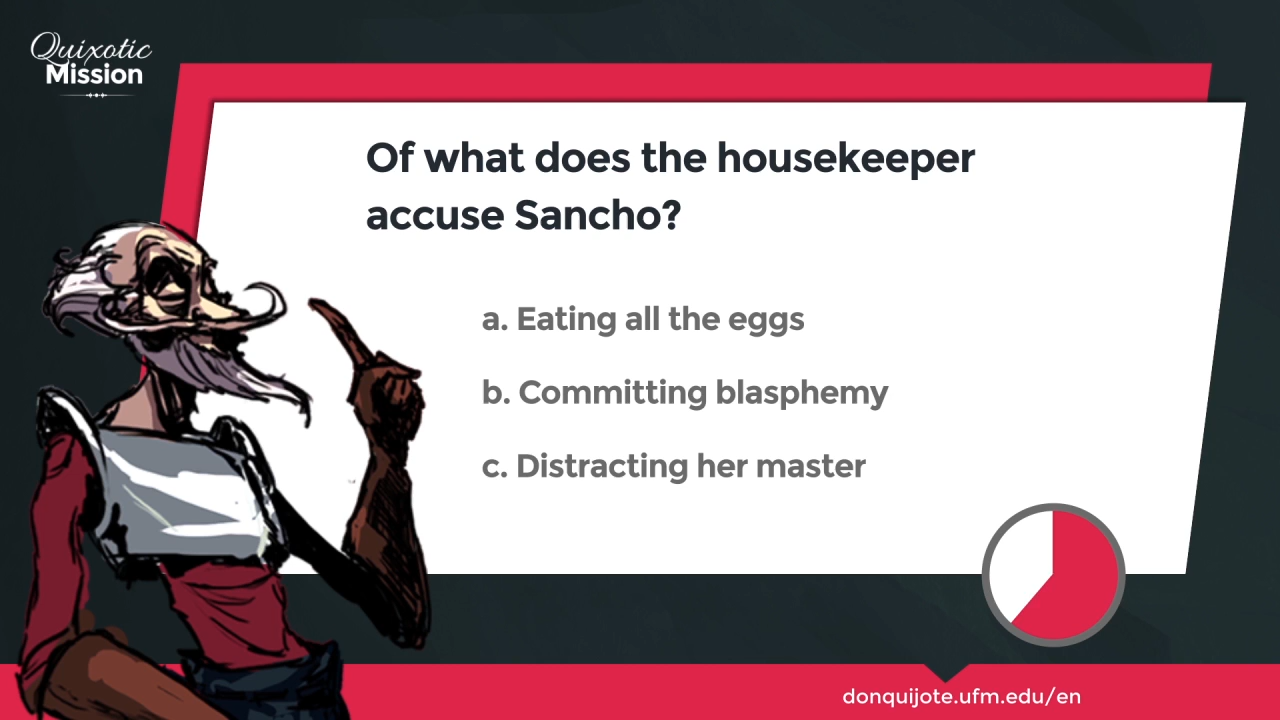 Quixotic
Mission
Of what does the housekeeper
accuse Sancho?
a. Eating all the eggs
b. Committing blasphemy
c. Distracting her master
donquijote.ufm.edu/en